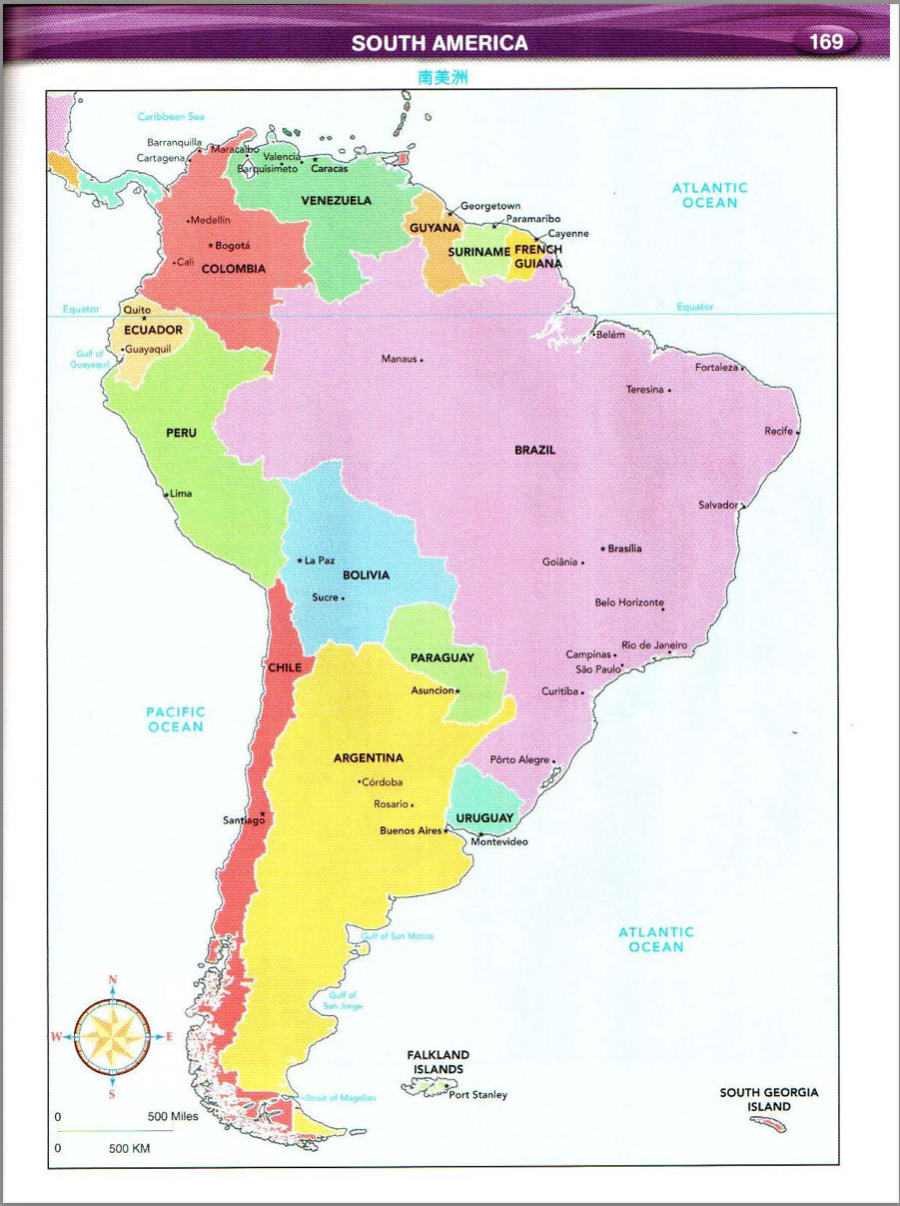 SOUTH AMERICA
169
南美洲
Caribbean Sea
Barranquilla
Cartagena
Maracaibo
Valencia
Barquisimeto
Caracas
VENEZUELA
ATLANTIC
OCEAN
Georgetown
Paramaribo
Cayenne
GUYANA
SURINAME
FRENCH
GUIANA
Medellín
Bogotá
Cali
COLOMBIA
Equator
Equator
Quito
ECUADOR
Guayaquil
Gulf of
Guayaquil
Belém
Manaus
Fortaleza
Teresina
PERU
Recife
BRAZIL
Lima
Salvador
Brasília
Goiânia
La Paz
BOLIVIA
Sucre
Belo Horizonte
Rio de Janeiro
Campinas
São Paulo
PARAGUAY
CHILE
Asuncion
Curitiba
PACIFIC
OCEAN
ARGENTINA
Pôrto Alegre
Córdoba
Rosario
Santiago
URUGUAY
Buenos Aires
Montevideo
Gulf of San Matias
ATLANTIC
OCEAN
N
W
E
S
Gulf of
San Jorge
FALKLAND
ISLANDS
Port Stanley
Strait of Magellan
SOUTH GEORGIA
ISLAND
0 500 Miles
0 500 KM